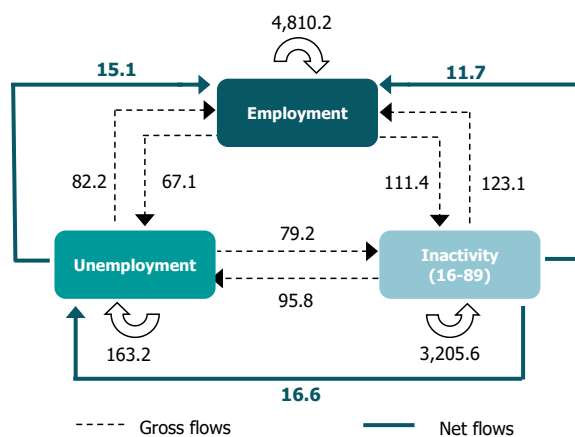 4,810.2
15.1
11.7
Employment
82.2
67.1
111.4
123.1
79.2
Unemployment
Inactivity
(16-89)
95.8
163.2
3,205.6
16.6
Gross flows
Net flows